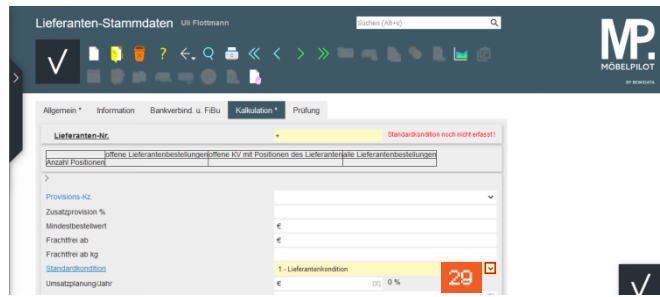 Lieferanten-Stammdaten Uli Flottmann Suchen (Alt+s)
MP.
MÖBELPILOT
BY BEWIDATA
Allgemein * Information Bankverbind. u. FiBu Kalkulation * Prüfung
Lieferanten-Nr. + Standardkondition noch nicht erfasst !
offene Lieferantenbestellungen offene KV mit Positionen des Lieferanten alle Lieferantenbestellungen
Anzahl Positionen
Provisions-Kz.
Zusatzprovision %
Mindestbestellwert €
Frachtfrei ab €
Frachtfrei ab kg
Standardkondition 1 - Lieferantenkondition
Umsatzplanung/Jahr € 0 % 29